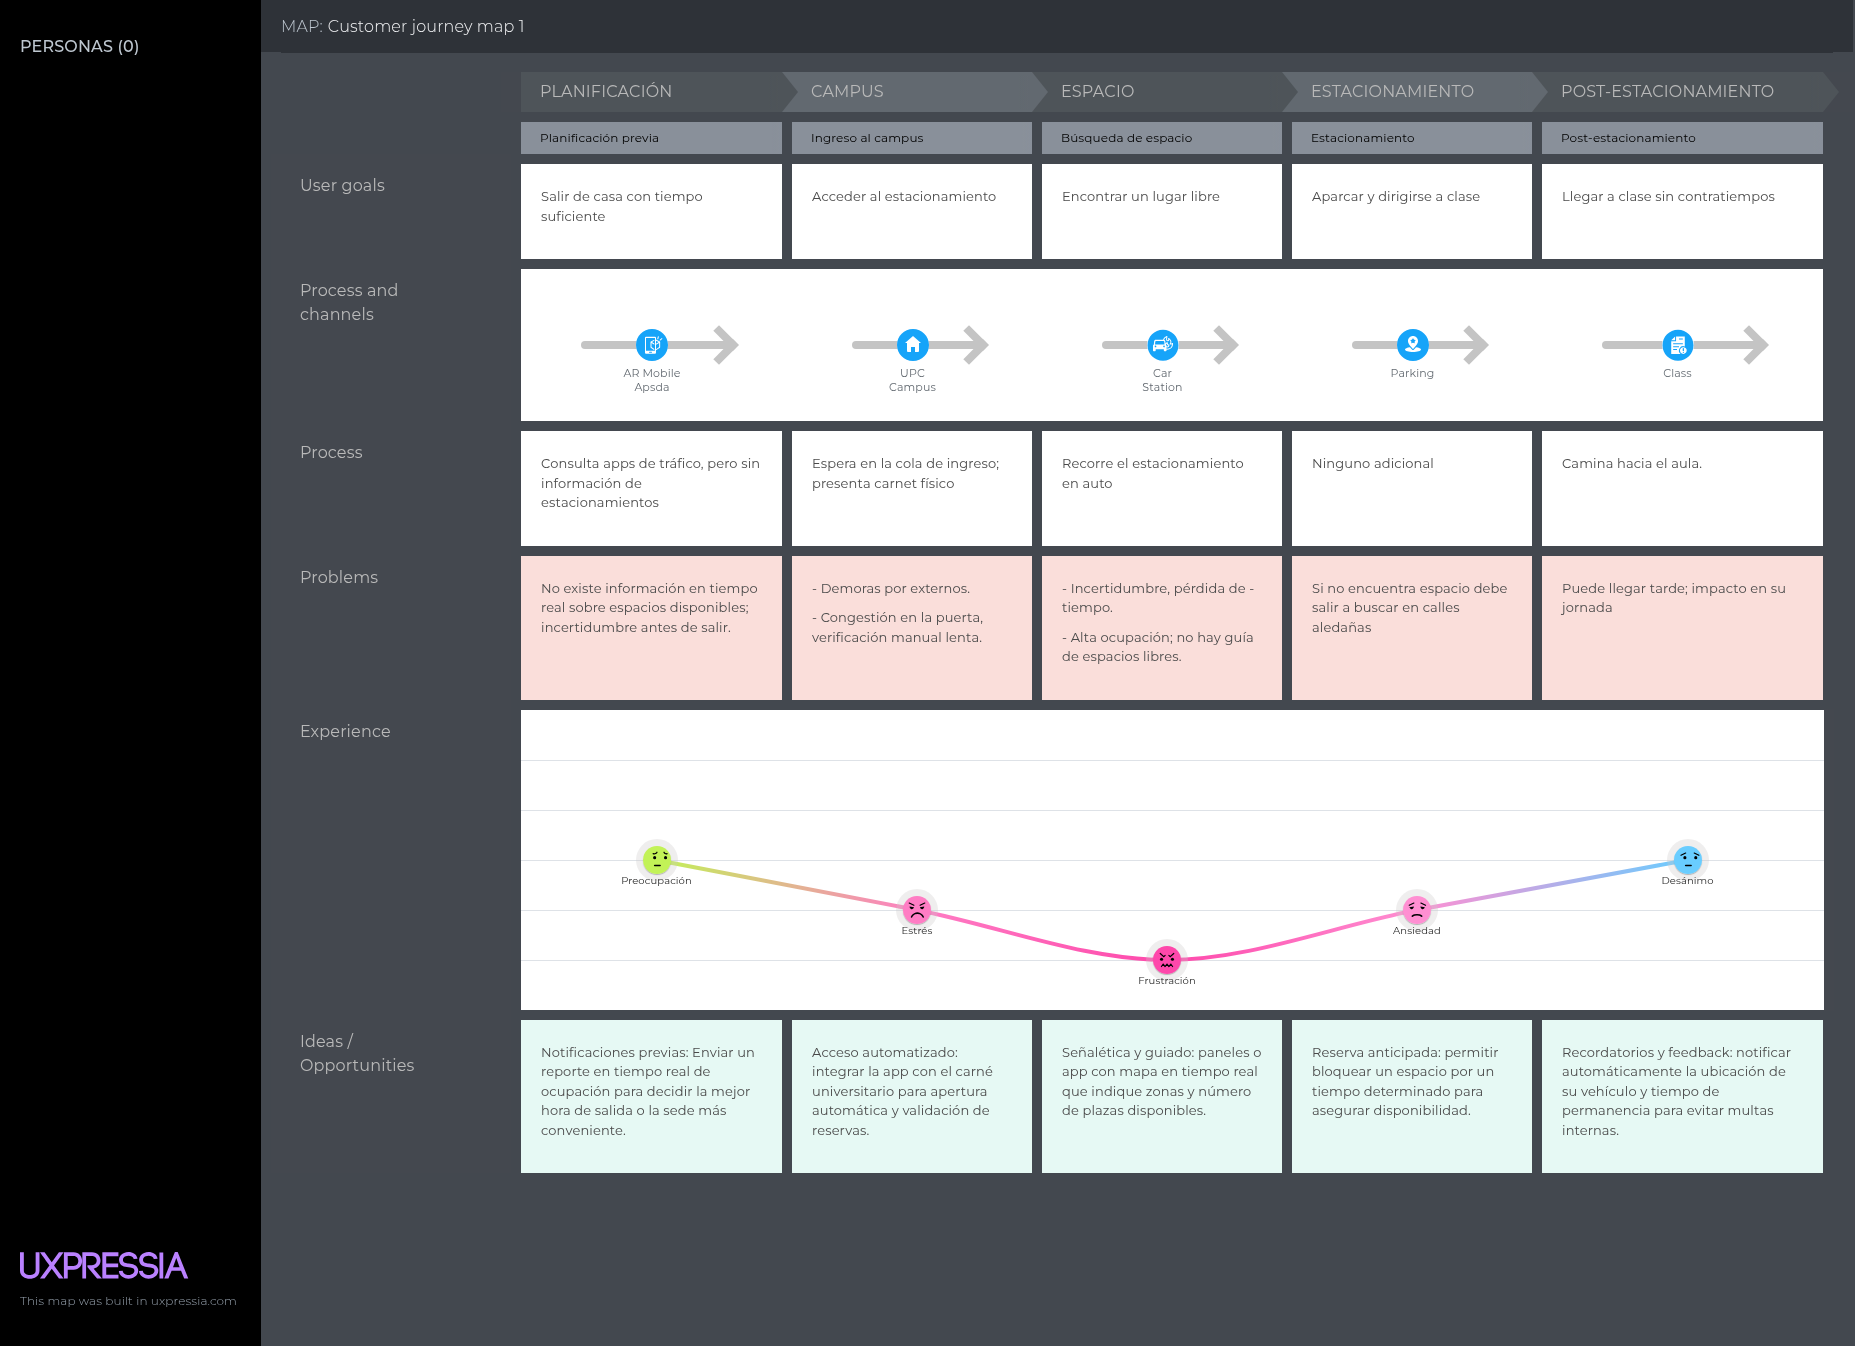 PERSONAS (0)
MAP: Customer journey map 1
PLANIFICACIÓN
CAMPUS
ESPACIO
ESTACIONAMIENTO
POST-ESTACIONAMIENTO
Planificación previa
Ingreso al campus
Búsqueda de espacio
Estacionamiento
Post-estacionamiento
User goals
Salir de casa con tiempo
suficiente
Acceder al estacionamiento
Encontrar un lugar libre
Aparcar y dirigirse a clase
Llegar a clase sin contratiempos
Process and
channels
AR Mobile
Apsda
UPC
Campus
Car
Station
Parking
Class
Process
Consulta apps de tráfico, pero sin
información de
estacionamientos
Espera en la cola de ingreso;
presenta carnet físico
Recorre el estacionamiento
en auto
Ninguno adicional
Camina hacia el aula.
Problems
No existe información en tiempo
real sobre espacios disponibles;
incertidumbre antes de salir.
- Demoras por externos.
- Congestión en la puerta,
verificación manual lenta.
- Incertidumbre, pérdida de -
tiempo.
- Alta ocupación; no hay guía
de espacios libres.
Si no encuentra espacio debe
salir a buscar en calles
aledañas
Puede llegar tarde; impacto en su
jornada
Experience
Preocupación
Estrés
Frustración
Ansiedad
Desánimo
Ideas /
Opportunities
Notificaciones previas: Enviar un
reporte en tiempo real de
ocupación para decidir la mejor
hora de salida o la sede más
conveniente.
Acceso automatizado:
integrar la app con el carné
universitario para apertura
automática y validación de
reservas.
Señalética y guiado: paneles o
app con mapa en tiempo real
que indique zonas y número
de plazas disponibles.
Reserva anticipada: permitir
bloquear un espacio por un
tiempo determinado para
asegurar disponibilidad.
Recordatorios y feedback: notificar
automáticamente la ubicación de
su vehículo y tiempo de
permanencia para evitar multas
internas.
UXPRESSIA
This map was built in uxpressia.com